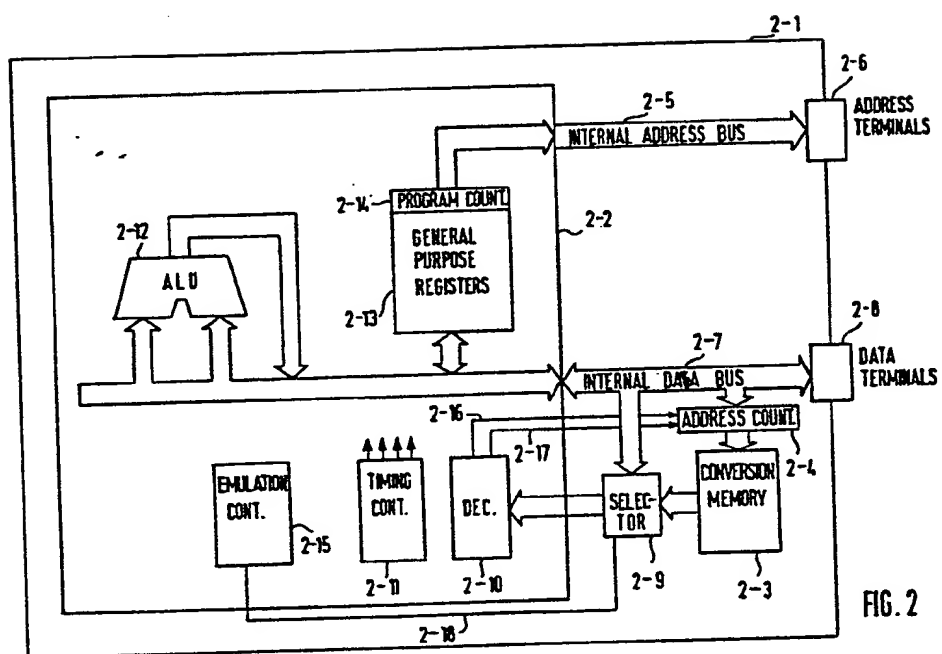 2-1
2-6
ADDRESS
TERMINALS
2-5
INTERNAL ADDRESS BUS
2-14
PROGRAM COUNT.
2-2
2-12
ALU
GENERAL
PURPOSE
REGISTERS
2-13
2-8
2-7
DATA
TERMINALS
INTERNAL DATA BUS
2-16
ADDRESS COUNT.
2-17
2-4
EMULATION
CONT.
TIMING
CONT.
DEC.
SELEC-
TOR
CONVERSION
MEMORY
2-15
2-11
2-10
2-9
2-3
2-18
FIG. 2